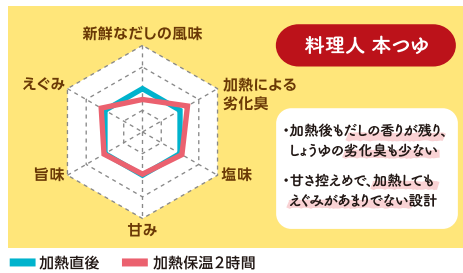 新鮮なだしの風味
料理人 本つゆ
えぐみ
加熱による
劣化臭
・加熱後もだしの香りが残り、
しょうゆの劣化臭も少ない
・甘さ控えめで、加熱しても
えぐみがあまりでない設計
旨味
塩味
甘み
加熱直後
加熱保温2時間